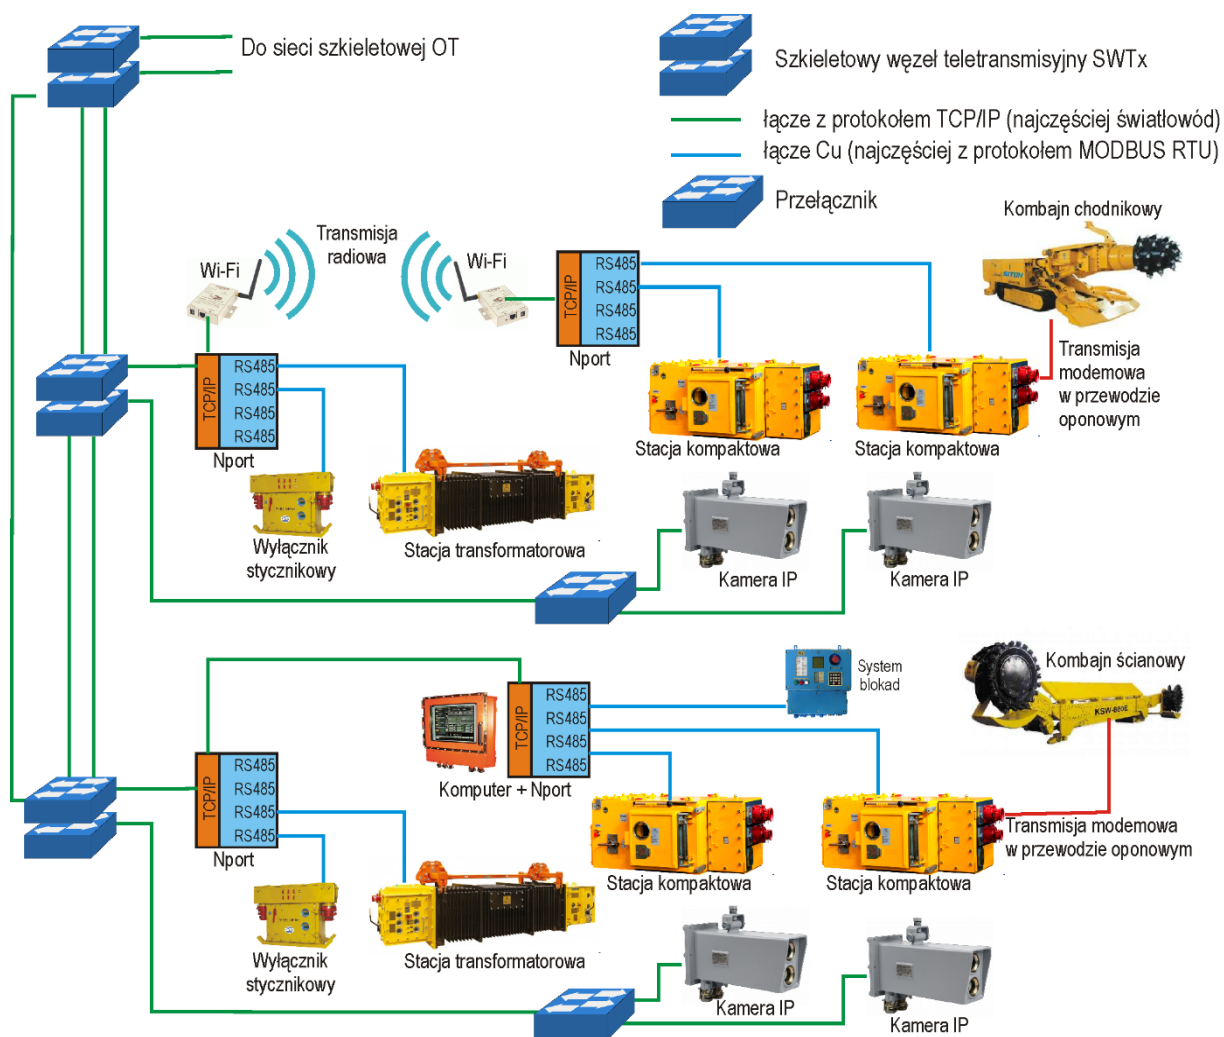 Do sieci szkieletowej OT
Szkieletowy węzeł teletransmisyjny SWTx
łącze z protokołem TCP/IP (najczęściej światłowód)
łącze Cu (najczęściej z protokołem MODBUS RTU)
Przełącznik
Kombajn chodnikowy
Transmisja
radiowa
Wi-Fi
Wi-Fi
TCP/IP
RS485
RS485
RS485
RS485
Nport
Transmisja
modemowa
w przewodzie
oponowym
TCP/IP
RS485
RS485
RS485
RS485
Nport
Stacja kompaktowa
Stacja kompaktowa
Wyłącznik
stycznikowy
Stacja transformatorowa
Kamera IP
Kamera IP
System
blokad
Kombajn ścianowy
KSW-880E
TCP/IP
RS485
RS485
RS485
RS485
Komputer + Nport
TCP/IP
RS485
RS485
RS485
RS485
Nport
Transmisja modemowa
w przewodzie oponowym
Stacja kompaktowa
Stacja kompaktowa
Wyłącznik
stycznikowy
Stacja transformatorowa
Kamera IP
Kamera IP